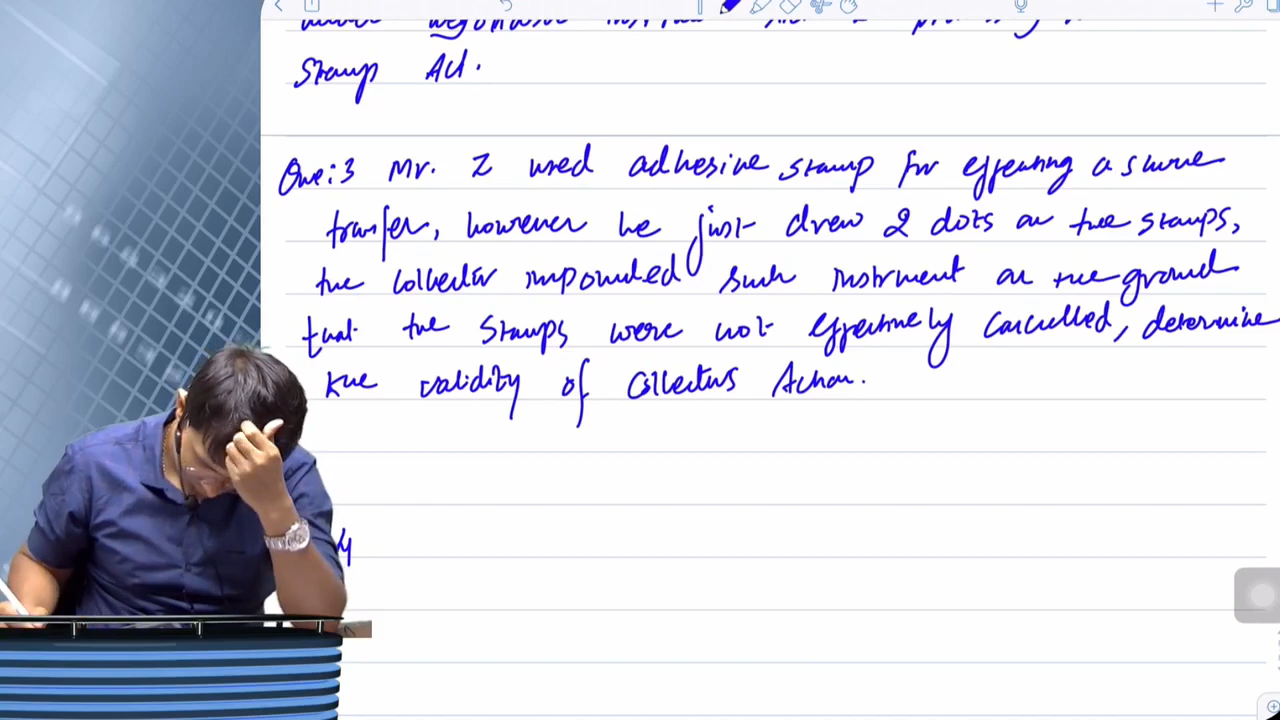 Stamp Act.
Que:3 Mr. Z used adhesive stamp for effecting a share
transfer, however he just drew 2 dots on the stamps,
the collector impounded such instrument on the ground
that the stamps were not effectively cancelled, determine
the validity of Collectors Action.
4